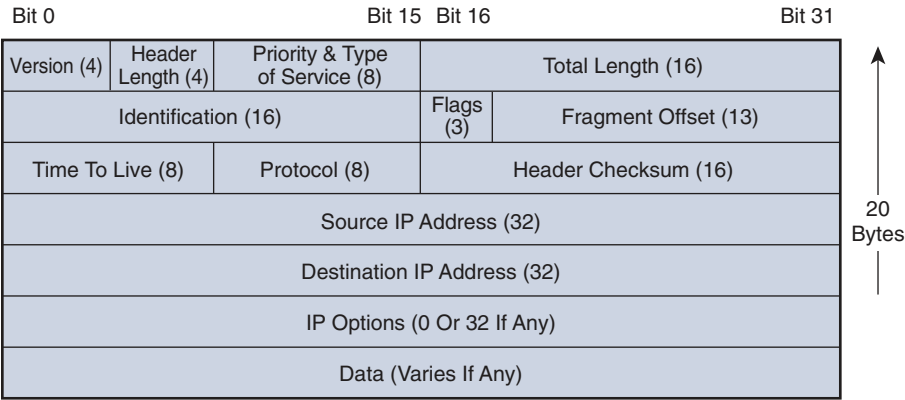 Bit 0 Bit 15 Bit 16 Bit 31
Version (4)
Header
Length (4)
Priority & Type
of Service (8)
Total Length (16)
Identification (16)
Flags
(3)
Fragment Offset (13)
Time To Live (8)
Protocol (8)
Header Checksum (16)
Source IP Address (32)
Destination IP Address (32)
IP Options (0 Or 32 If Any)
Data (Varies If Any)
20
Bytes